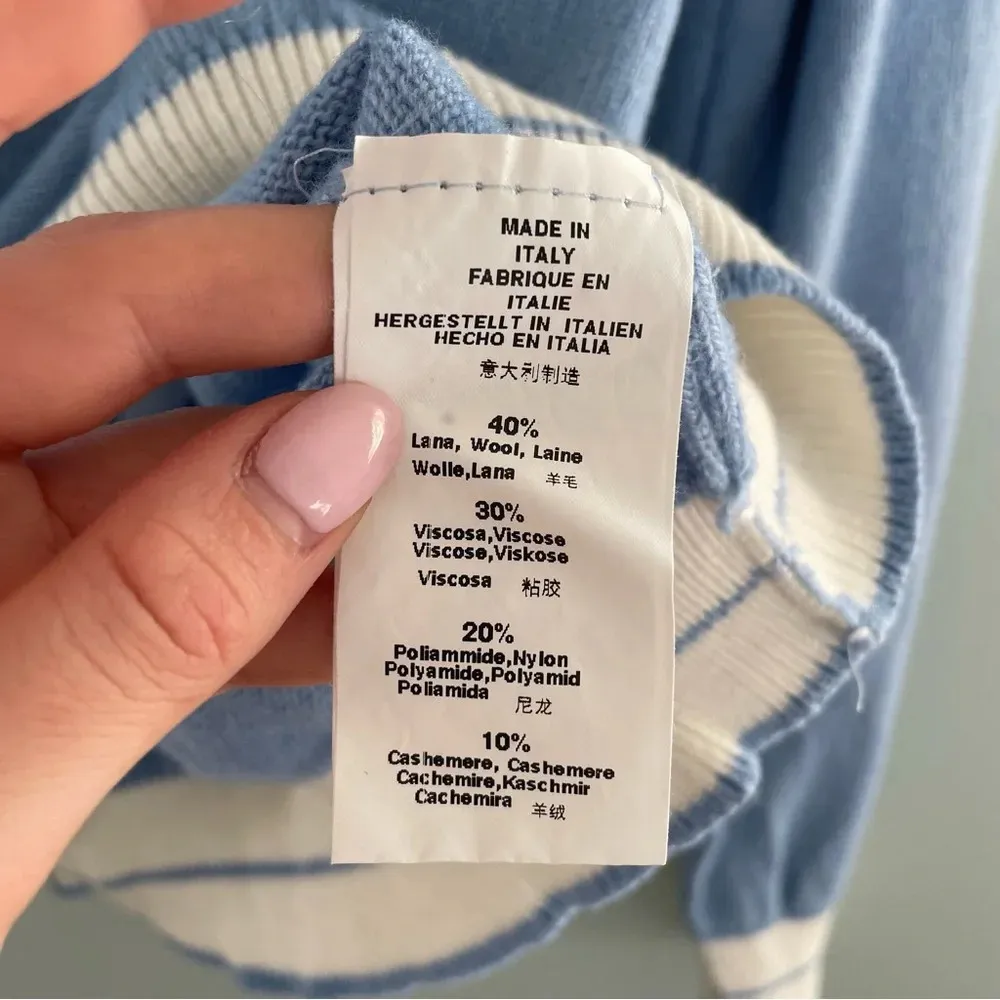 MADE IN
ITALY
FABRIQUE EN
ITALIE
HERGESTELLT IN ITALIEN
HECHO EN ITALIA
意大利制造
40%
Lana, Wool, Laine
Wolle,Lana 羊毛
30%
Viscosa,Viscose
Viscose,Viskose
Viscosa 粘胶
20%
Poliammide,Nylon
Polyamide,Polyamid
Poliamida 尼龙
10%
Cashemere, Cashemere
Cachemire,Kaschmir
Cachemira 羊绒